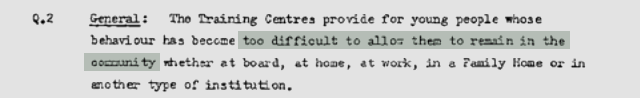 Q.2 General: The Training Centres provide for young people whose
behaviour has become too difficult to allow them to remain in the
community whether at board, at home, at work, in a Family Home or in
another type of institution.